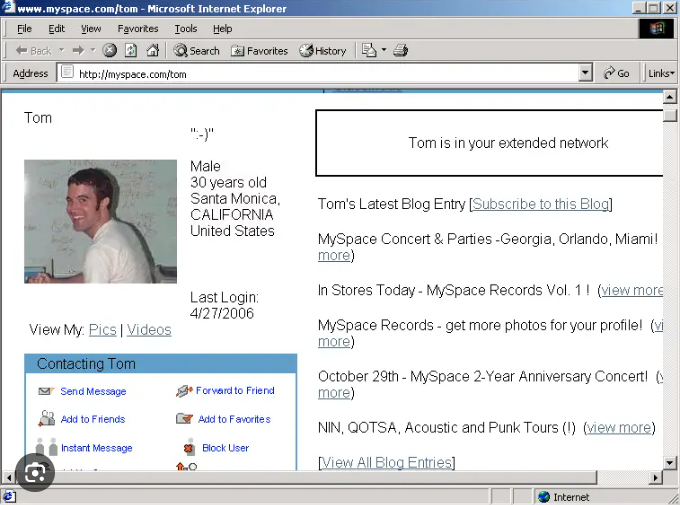 www.myspace.com/tom - Microsoft Internet Explorer
File Edit View Favorites Tools Help
Back Search Favorites History
Address http://myspace.com/tom Go Links
Tom
":-)"
Male
30 years old
Santa Monica,
CALIFORNIA
United States
Last Login:
4/27/2006
View My: Pics | Videos
Contacting Tom
Send Message Forward to Friend
Add to Friends Add to Favorites
Instant Message Block User
Tom is in your extended network
Tom's Latest Blog Entry [Subscribe to this Blog]
MySpace Concert & Parties -Georgia, Orlando, Miami!
more)
In Stores Today - MySpace Records Vol. 1 ! (view more
MySpace Records - get more photos for your profile! (vi
more)
October 29th - MySpace 2-Year Anniversary Concert! (v
more)
NIN, QOTSA, Acoustic and Punk Tours (!) (view more)
[View All Blog Entries]
Internet